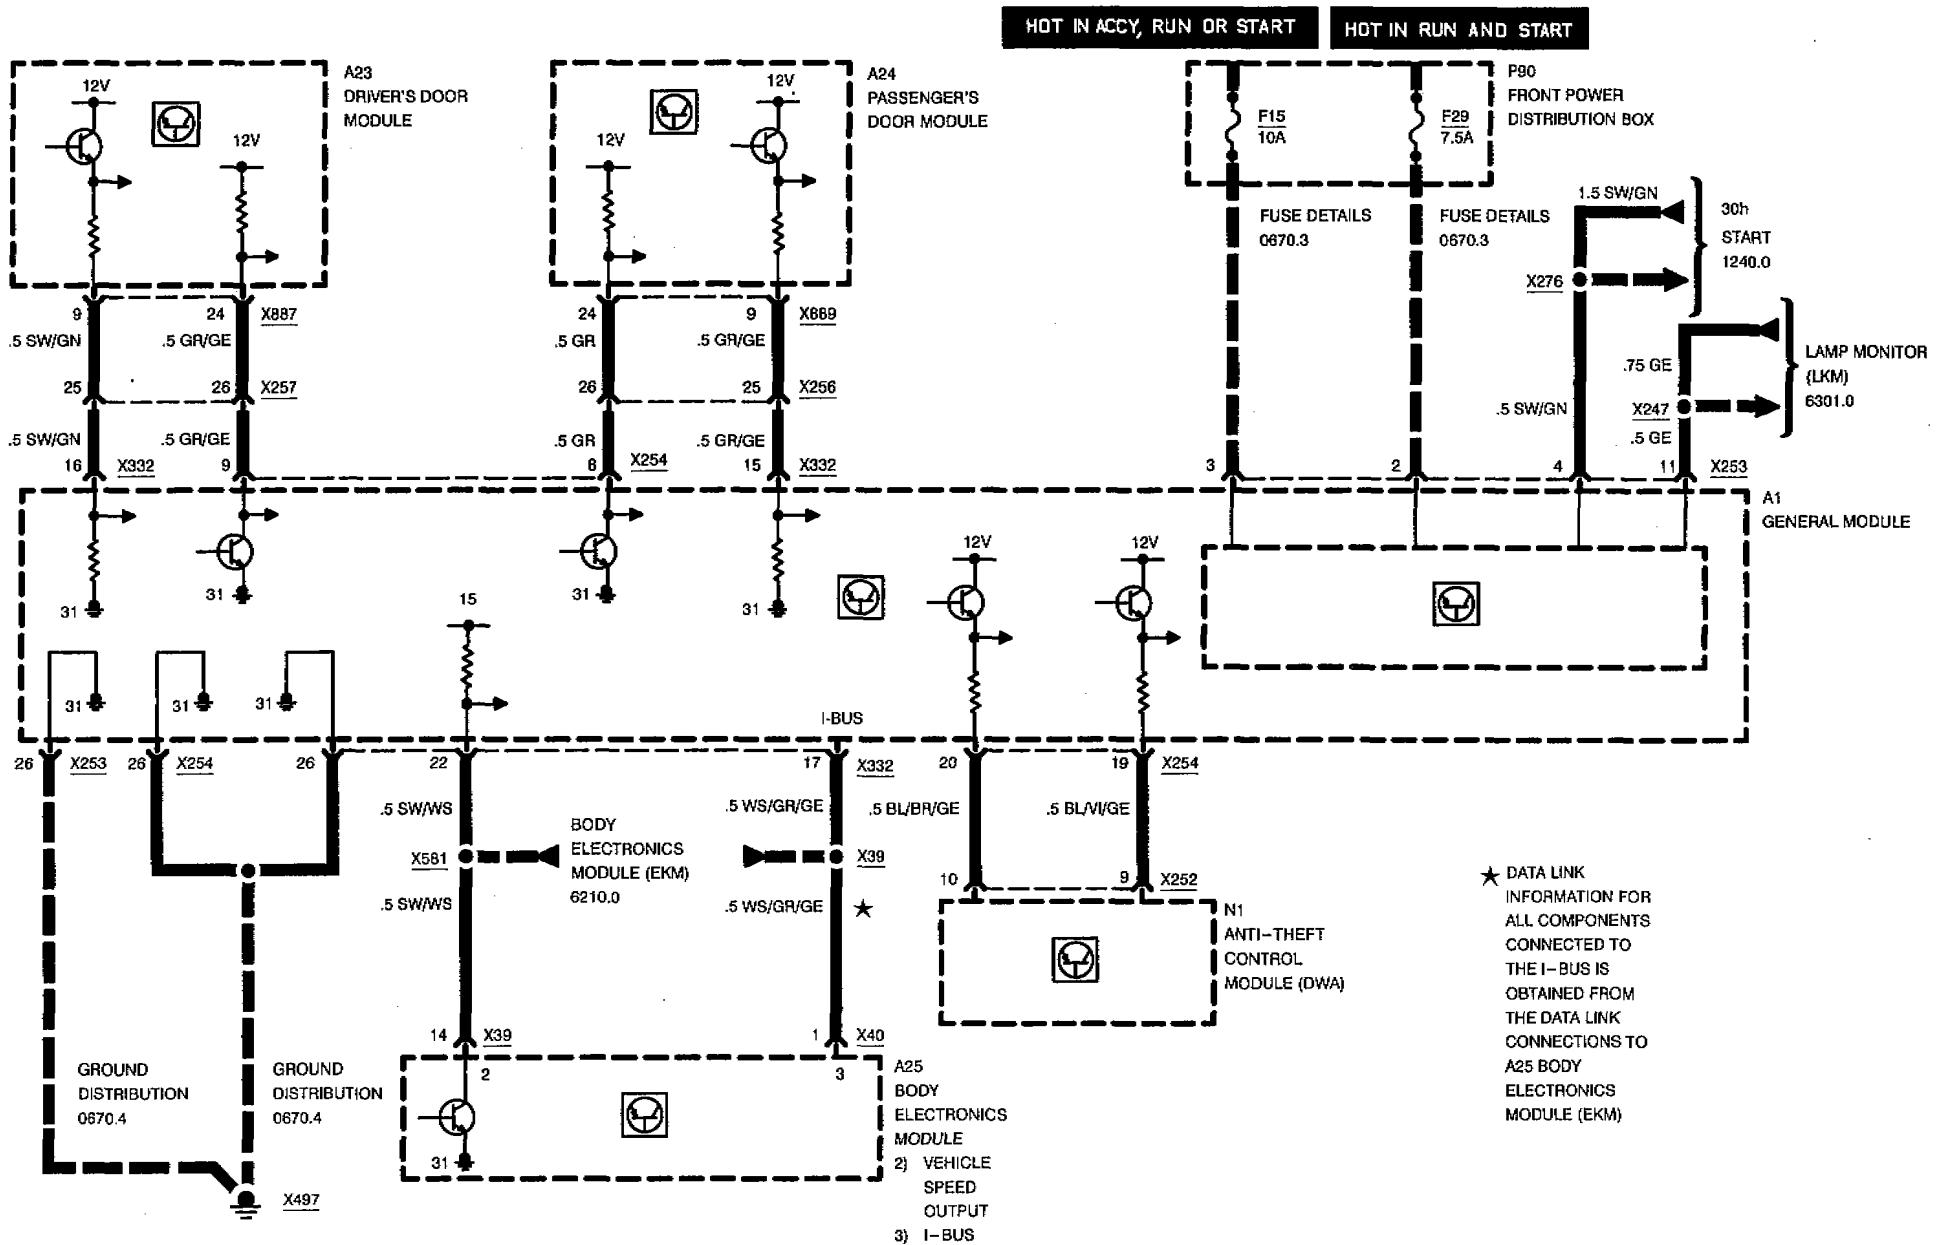 HOT IN ACCY, RUN OR START
HOT IN RUN AND START
A23
DRIVER'S DOOR
MODULE
12V
12V
A24
PASSENGER'S
DOOR MODULE
12V
12V
P90
FRONT POWER
DISTRIBUTION BOX
F15
10A
F29
7.5A
FUSE DETAILS
0670.3
FUSE DETAILS
0670.3
1.5 SW/GN
30h
START
1240.0
X276
.75 GE
LAMP MONITOR
(LKM)
6301.0
.5 SW/GN
X247
.5 GE
9
24
X887
.5 SW/GN
.5 GR/GE
25
26
X257
.5 SW/GN
.5 GR/GE
16
X332
9
24
9
X889
.5 GR
.5 GR/GE
26
25
X256
.5 GR
.5 GR/GE
8
X254
15
X332
3
2
4
11
X253
A1
GENERAL MODULE
31
31
31
31
15
12V
12V
31
31
31
I-BUS
26
X253
26
X254
26
22
17
X332
20
19
X254
.5 SW/WS
.5 WS/GR/GE
.5 BL/BR/GE
.5 BL/VI/GE
X581
BODY
ELECTRONICS
MODULE (EKM)
6210.0
X39
.5 SW/WS
.5 WS/GR/GE
★
10
9
X252
N1
ANTI-THEFT
CONTROL
MODULE (DWA)
★ DATA LINK
INFORMATION FOR
ALL COMPONENTS
CONNECTED TO
THE I-BUS IS
OBTAINED FROM
THE DATA LINK
CONNECTIONS TO
A25 BODY
ELECTRONICS
MODULE (EKM)
14
X39
1
X40
2
3
31
A25
BODY
ELECTRONICS
MODULE
2) VEHICLE
SPEED
OUTPUT
3) I-BUS
GROUND
DISTRIBUTION
0670.4
GROUND
DISTRIBUTION
0670.4
X497